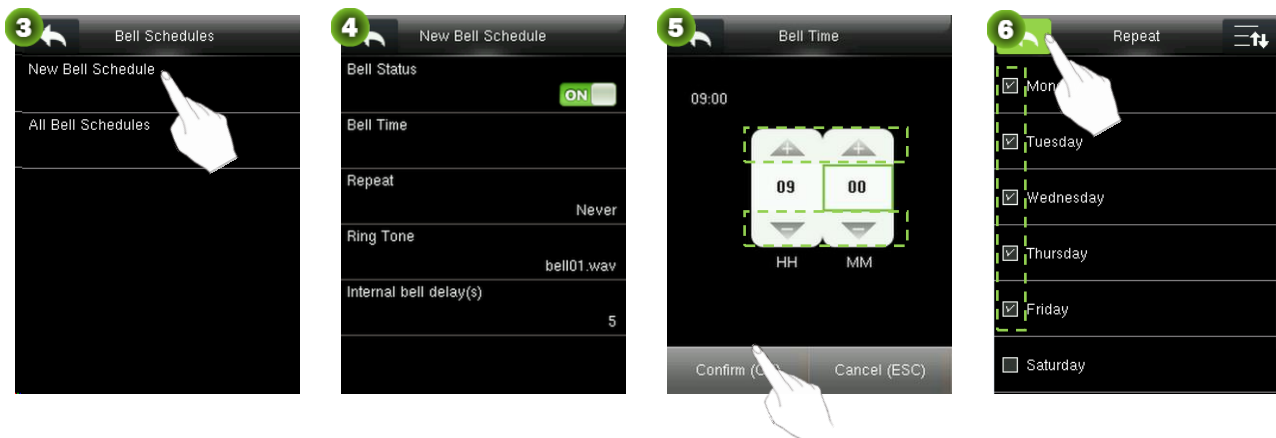 3
Bell Schedules
New Bell Schedule
All Bell Schedules
4
New Bell Schedule
Bell Status
ON
Bell Time
Repeat
Never
Ring Tone
bell01.wav
Internal bell delay(s)
5
5
Bell Time
09:00
09 00
HH MM
Confirm Cancel (ESC)
6
Repeat
Tuesday
Wednesday
Thursday
Friday
Saturday